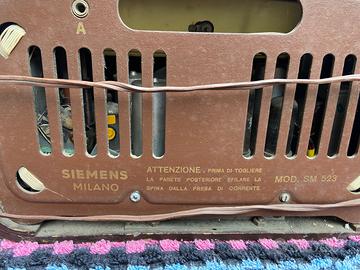 A
SIEMENS
MILANO
ATTENZIONE - PRIMA DI TOGLIERE
LA PARETE POSTERIORE SFILARE LA
SPINA DALLA PRESA DI CORRENTE
MOD. SM 523